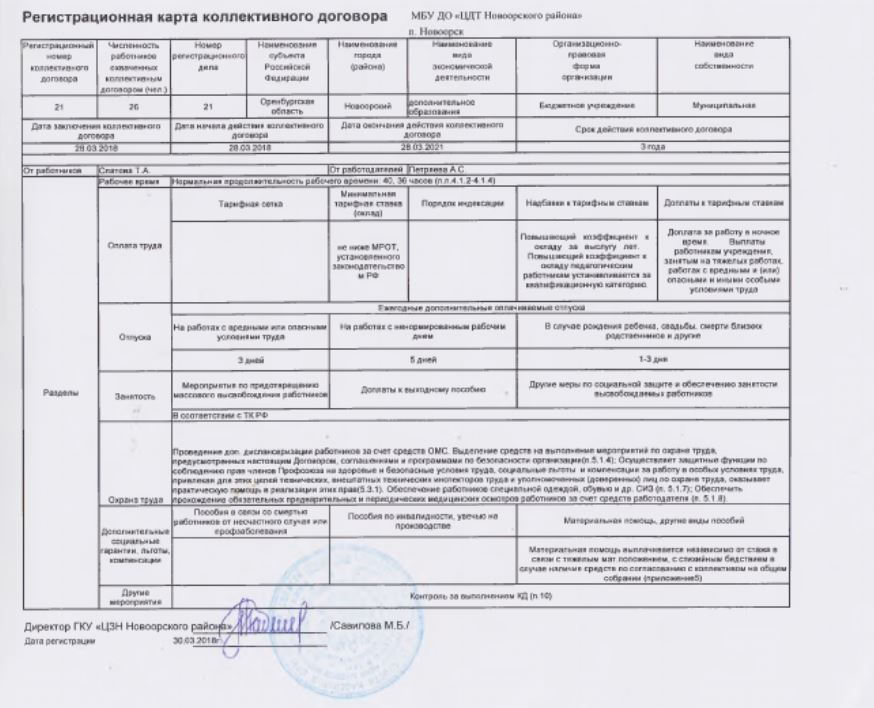 Регистрационная карта коллективного договора МБУ ДО «ЦДТ Новоорского района»
п. Новоорск
Регистрационный номер коллективного договора
Численность работников охваченных коллективным договором (чел.)
Номер регистрационного дела
Наименование субъекта Российской Федерации
Наименование города (района)
Наименование вида экономической деятельности
Организационно-правовая форма организации
Наименование вида собственности
21
26
21
Оренбургская область
Новоорский
дополнительное образования
Бюджетное учреждение
Муниципальная
Дата заключения коллективного договора
Дата начала действия коллективного договора
Дата окончания действия коллективного договора
Срок действия коллективного договора
28.03.2018
28.03.2018
28.03.2021
3 года
От работников
Т.А.
От работодателей
Петряева А.С.
Разделы
Рабочее время
Нормальная продолжительность рабочего времени: 40, 36 часов (п.п.4.1.2-4.1.4)
Оплата труда
Тарифная сетка
Минимальная тарифная ставка (оклад)
Порядок индексации
Надбавки к тарифным ставкам
Доплаты к тарифным ставкам
не ниже МРОТ, установленного законодательством РФ
Повышающий коэффициент к окладу за выслугу лет. Повышающий коэффициент к окладу педагогическим работникам устанавливается за квалификационную категорию.
Доплата за работу в ночное время. Выплаты работникам учреждения, занятым на тяжелых работах, работах с вредными и (или) опасными и иными особыми условиями труда
Отпуска
Ежегодные дополнительные оплачиваемые отпуска
На работах с вредными или опасными условиями труда
На работах с ненормированным рабочим днем
В случае рождения ребенка, свадьбы, смерти близких родственников и другие
3 дней
5 дней
1-3 дня
Занятость
Мероприятия по предотвращению массового высвобождения работников
Доплаты к выходному пособию
Другие меры по социальной защите и обеспечению занятости высвобождаемых работников
В соответствии с ТК РФ
Охрана труда
Проведение доп. диспансеризации работников за счет средств ОМС. Выделение средств на выполнение мероприятий по охране труда,
предусмотренных настоящим Договором, соглашениями и программами по безопасности организации(п.5.1.4); Осуществляет защитные функции по
соблюдению прав членов Профсоюза на здоровые и безопасные условия труда, социальные льготы и компенсации за работу в особых условиях труда,
привлекая для этих целей технических, внештатных технических инспекторов труда и уполномоченных (доверенных) лиц по охране труда, оказывает
практическую помощь в реализации этих прав(5.3.1). Обеспечение работников специальной одеждой, обувью и др. СИЗ (п. 5.1.7); Обеспечить
прохождение обязательных предварительных и периодических медицинских осмотров работников за счет средств работодателя (п. 5.1.8)
Дополнительные социальные гарантии, льготы, компенсации
Пособия в связи со смертью работников от несчастного случая или профзаболевания
Пособия по инвалидности, увечью на производстве
Материальная помощь, другие виды пособий
Материальная помощь выплачивается независимо от стажа в
связи с тяжелым мат положением, с стихийным бедствием в
случае наличия средств по согласованию с коллективом на общем
собрании (приложение5)
Другие мероприятия
Контроль за выполнением КД (п.10)
Директор ГКУ «ЦЗН Новоорского района» /Савилова М.Б./
Дата регистрации 30.03.2018г.